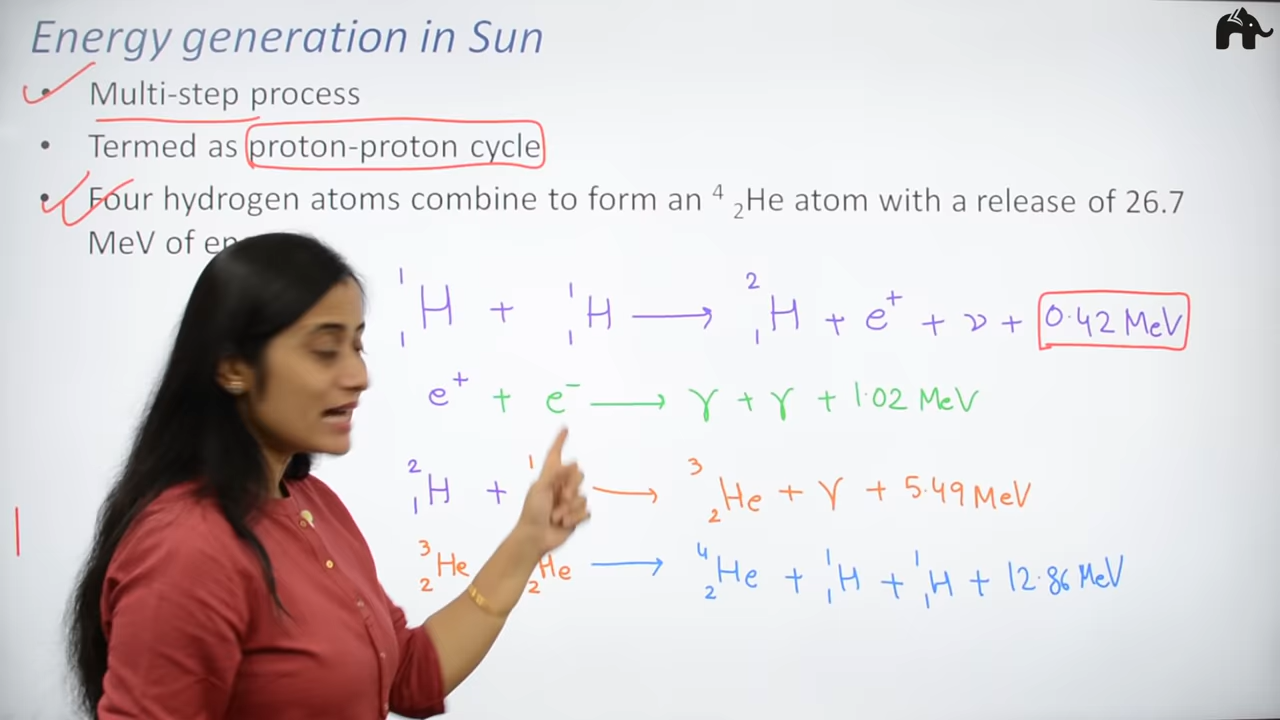 Energy generation in Sun
• Multi-step process
• Termed as proton-proton cycle
• Four hydrogen atoms combine to form an ⁴₂He atom with a release of 26.7
MeV of
¹₁H + ¹₁H → ²₁H + e⁺ + ν + 0.42 MeV
e⁺ + e⁻ → γ + γ + 1.02 MeV
²₁H + ¹ → ³₂He + γ + 5.49 MeV
³₂He ₂He → ⁴₂He + ¹₁H + ¹₁H + 12.86 MeV